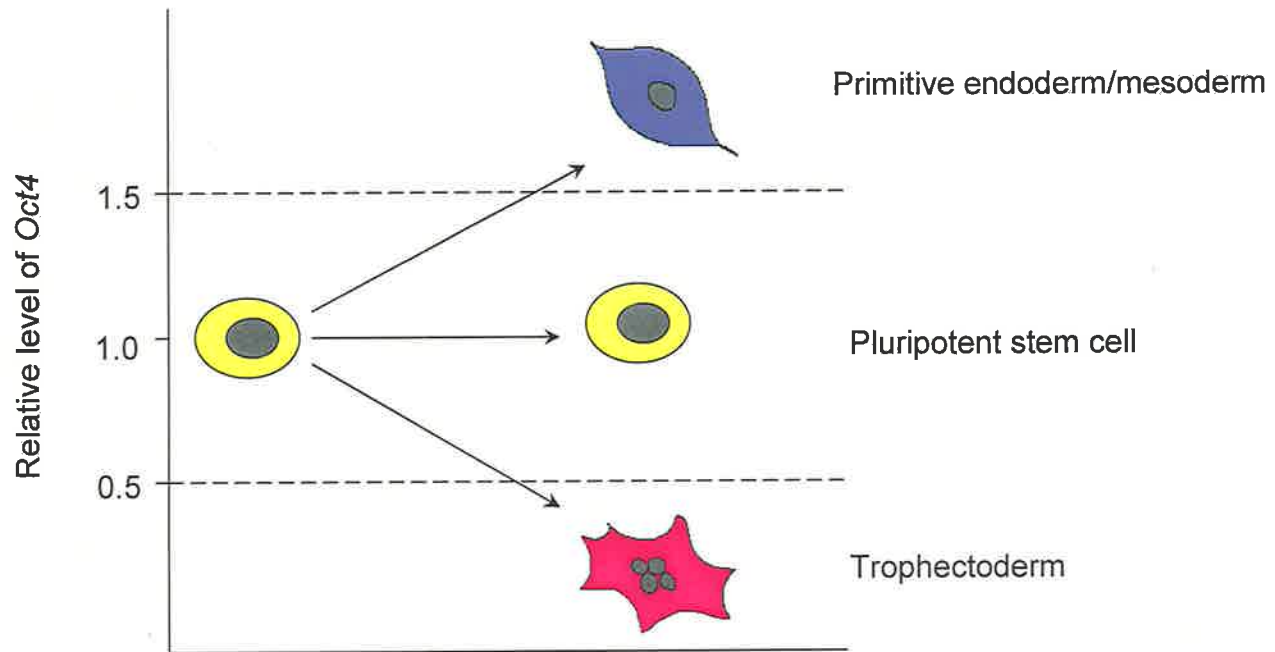 Primitive endoderm/mesoderm
Relative level of Oct4
1.5
1.0
Pluripotent stem cell
0.5
Trophectoderm